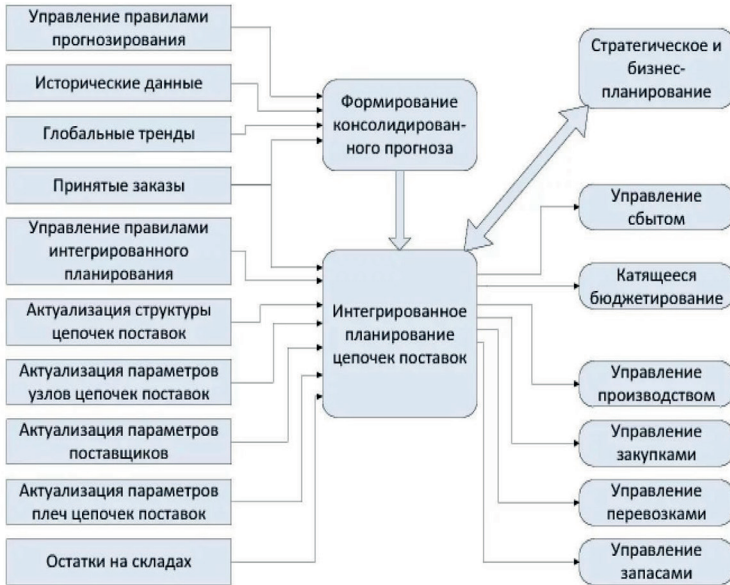 Управление правилами
прогнозирования
Исторические данные
Глобальные тренды
Принятые заказы
Управление правилами
интегрированного
планирования
Актуализация структуры
цепочек поставок
Актуализация параметров
узлов цепочек поставок
Актуализация параметров
поставщиков
Актуализация параметров
плеч цепочек поставок
Остатки на складах
Формирование
консолидирован-
ного прогноза
Интегрированное
планирование
цепочек поставок
Стратегическое и
бизнес-
планирование
Управление
сбытом
Катящееся
бюджетирование
Управление
производством
Управление
закупками
Управление
перевозками
Управление
запасами